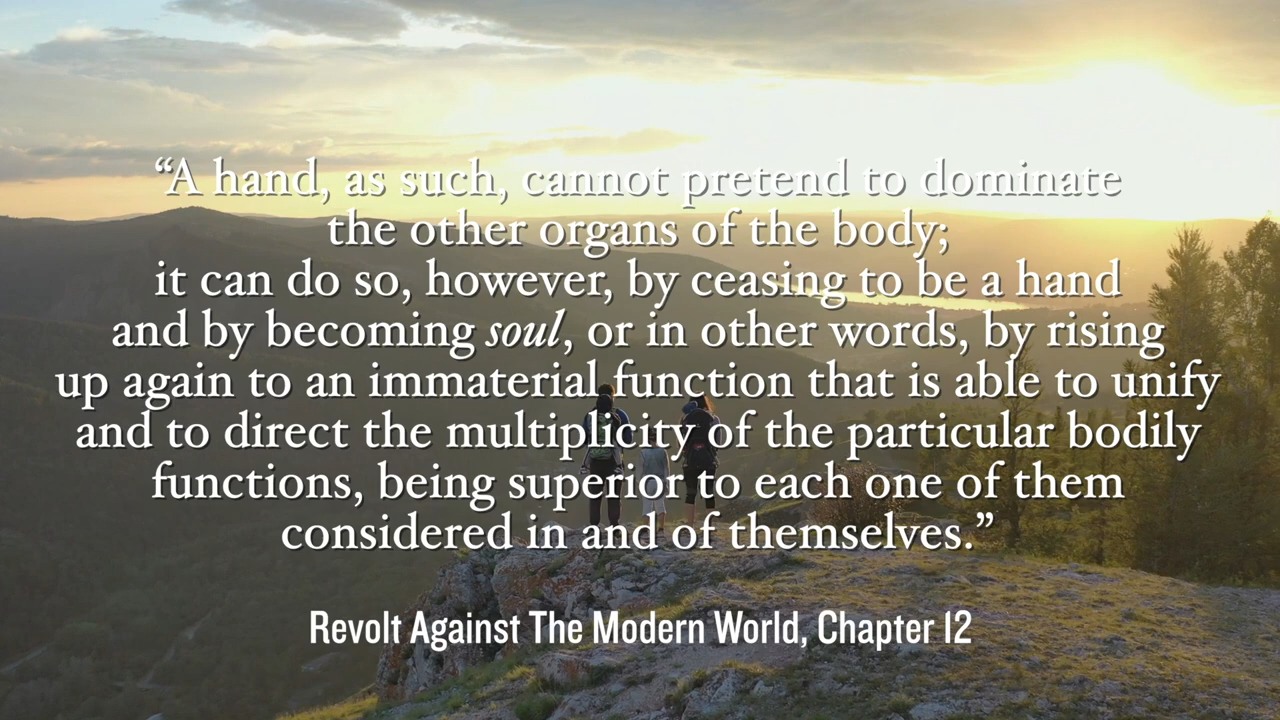 “A hand, as such, cannot pretend to dominate
the other organs of the body;
it can do so, however, by ceasing to be a hand
and by becoming soul, or in other words, by rising
up again to an immaterial function that is able to unify
and to direct the multiplicity of the particular bodily
functions, being superior to each one of them
considered in and of themselves.”
Revolt Against The Modern World, Chapter 12